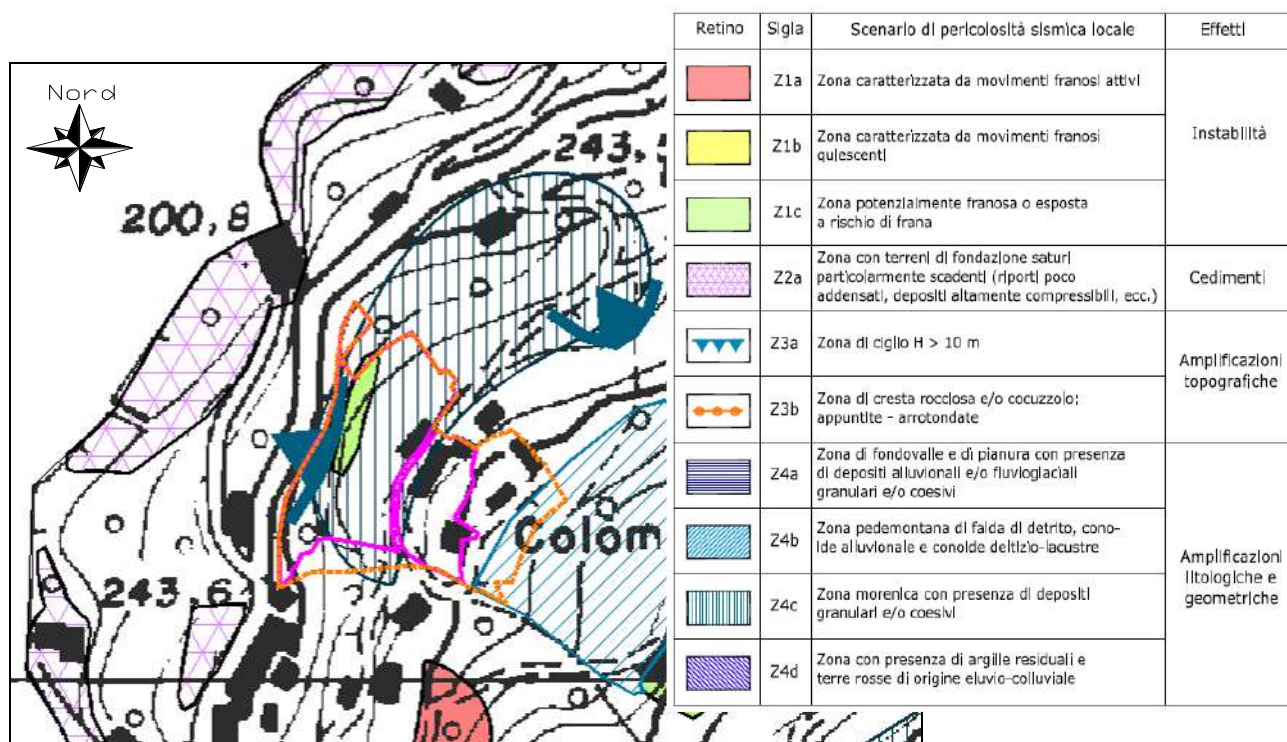 Nord
200,8
243.
Colom
243.6
Retino Sigla Scenario di pericolosità sismica locale Effetti
Z1a Zona caratterizzata da movimenti franosi attivi
Z1b Zona caratterizzata da movimenti franosi
quiescenti
Instabilità
Z1c Zona potenzialmente franosa o esposta
a rischio di frana
Z2a Zona con terreni di fondazione saturi
particolarmente scadenti (riporti poco
addensati, depositi altamente compressibili, ecc.)
Cedimenti
Z3a Zona di ciglio H > 10 m
Amplificazioni
topografiche
Z3b Zona di cresta rocciosa e/o cocuzzolo:
appuntite - arrotondate
Z4a Zona di fondovalle e di pianura con presenza
di depositi alluvionali e/o fluvioglaciali
granulari e/o coesivi
Z4b Zona pedemontana di falda di detrito, cono-
ide alluvionale e conoide deltizio-lacustre
Amplificazioni
litologiche e
geometriche
Z4c Zona morenica con presenza di depositi
granulari e/o coesivi
Z4d Zona con presenza di argille residuali e
terre rosse di origine eluvio-colluviale